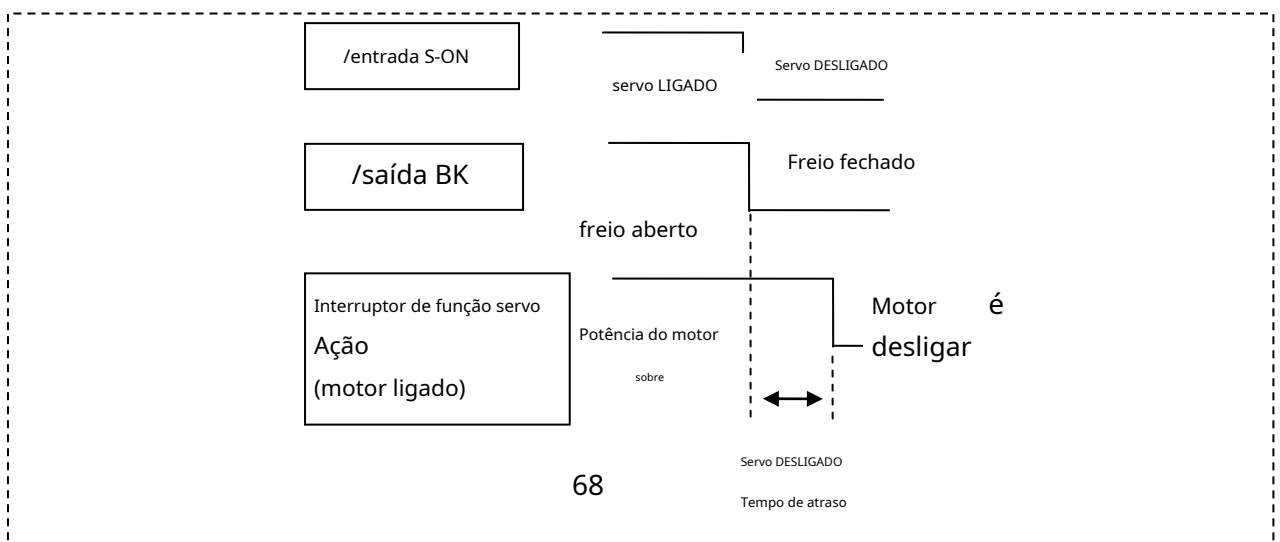 /entrada S-ON
servo LIGADO
Servo DESLIGADO
/saída BK
Freio fechado
freio aberto
Interruptor de função servo
Ação
(motor ligado)
Potência do motor
sobre
Motor é
desligar
Servo DESLIGADO
Tempo de atraso
68